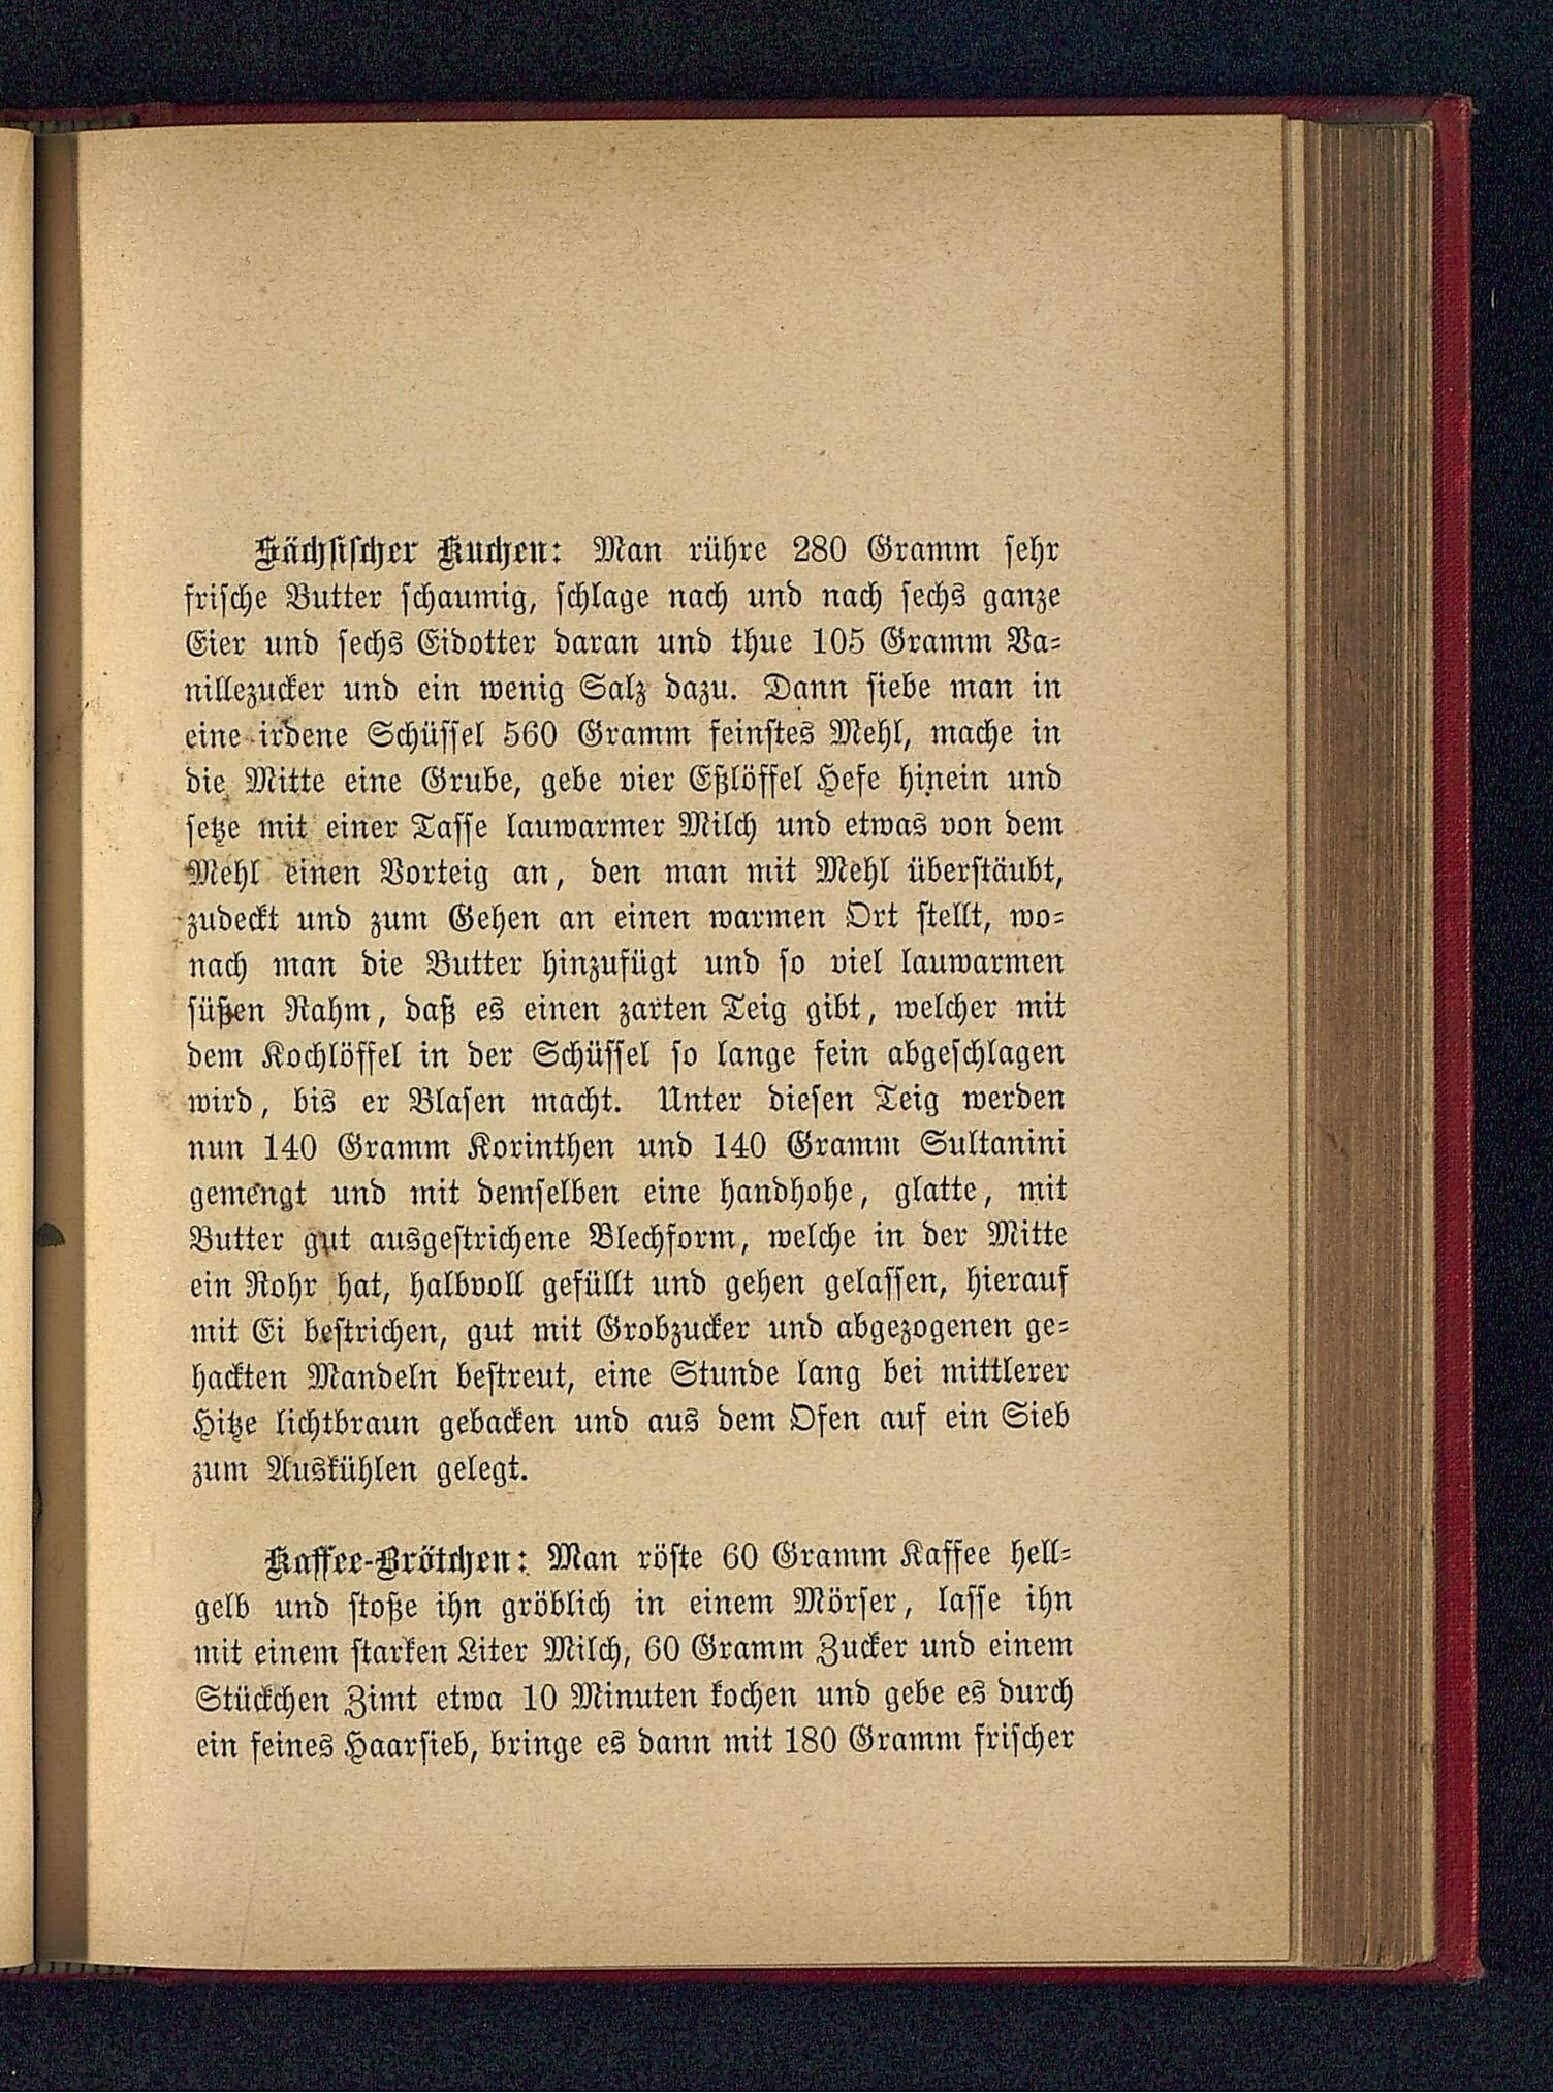 Sächsischer Kuchen: Man rühre 280 Gramm sehr
frische Butter schaumig, schlage nach und nach sechs ganze
Eier und sechs Eidotter daran und thue 105 Gramm Va-
nillezucker und ein wenig Salz dazu. Dann siebe man in
eine irdene Schüssel 560 Gramm feinstes Mehl, mache in
die Mitte eine Grube, gebe vier Eßlöffel Hefe hinein und
setze mit einer Tasse lauwarmer Milch und etwas von dem
Mehl einen Vorteig an, den man mit Mehl überstäubt,
zudeckt und zum Gehen an einen warmen Ort stellt, wo-
nach man die Butter hinzufügt und so viel lauwarmen
süßen Rahm, daß es einen zarten Teig gibt, welcher mit
dem Kochlöffel in der Schüssel so lange fein abgeschlagen
wird, bis er Blasen macht. Unter diesen Teig werden
nun 140 Gramm Korinthen und 140 Gramm Sultanini
gemengt und mit demselben eine handhohe, glatte, mit
Butter gut ausgestrichene Blechform, welche in der Mitte
ein Rohr hat, halbvoll gefüllt und gehen gelassen, hierauf
mit Ei bestrichen, gut mit Grobzucker und abgezogenen ge-
hackten Mandeln bestreut, eine Stunde lang bei mittlerer
Hitze lichtbraun gebacken und aus dem Ofen auf ein Sieb
zum Auskühlen gelegt.
Kaffee-Brötchen: Man röste 60 Gramm Kaffee hell-
gelb und stoße ihn gröblich in einem Mörser, lasse ihn
mit einem starken Liter Milch, 60 Gramm Zucker und einem
Stückchen Zimt etwa 10 Minuten kochen und gebe es durch
ein feines Haarsieb, bringe es dann mit 180 Gramm frischer